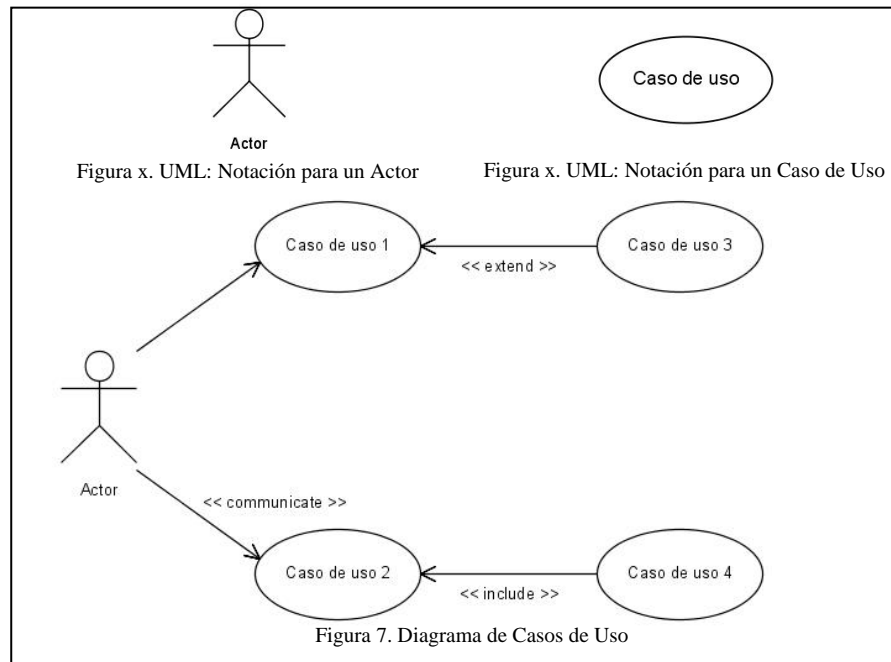 Actor
Caso de uso
Figura x. UML: Notación para un Actor
Figura x. UML: Notación para un Caso de Uso
Caso de uso 1
Caso de uso 3
<< extend >>
Actor
<< communicate >>
Caso de uso 2
Caso de uso 4
<< include >>
Figura 7. Diagrama de Casos de Uso